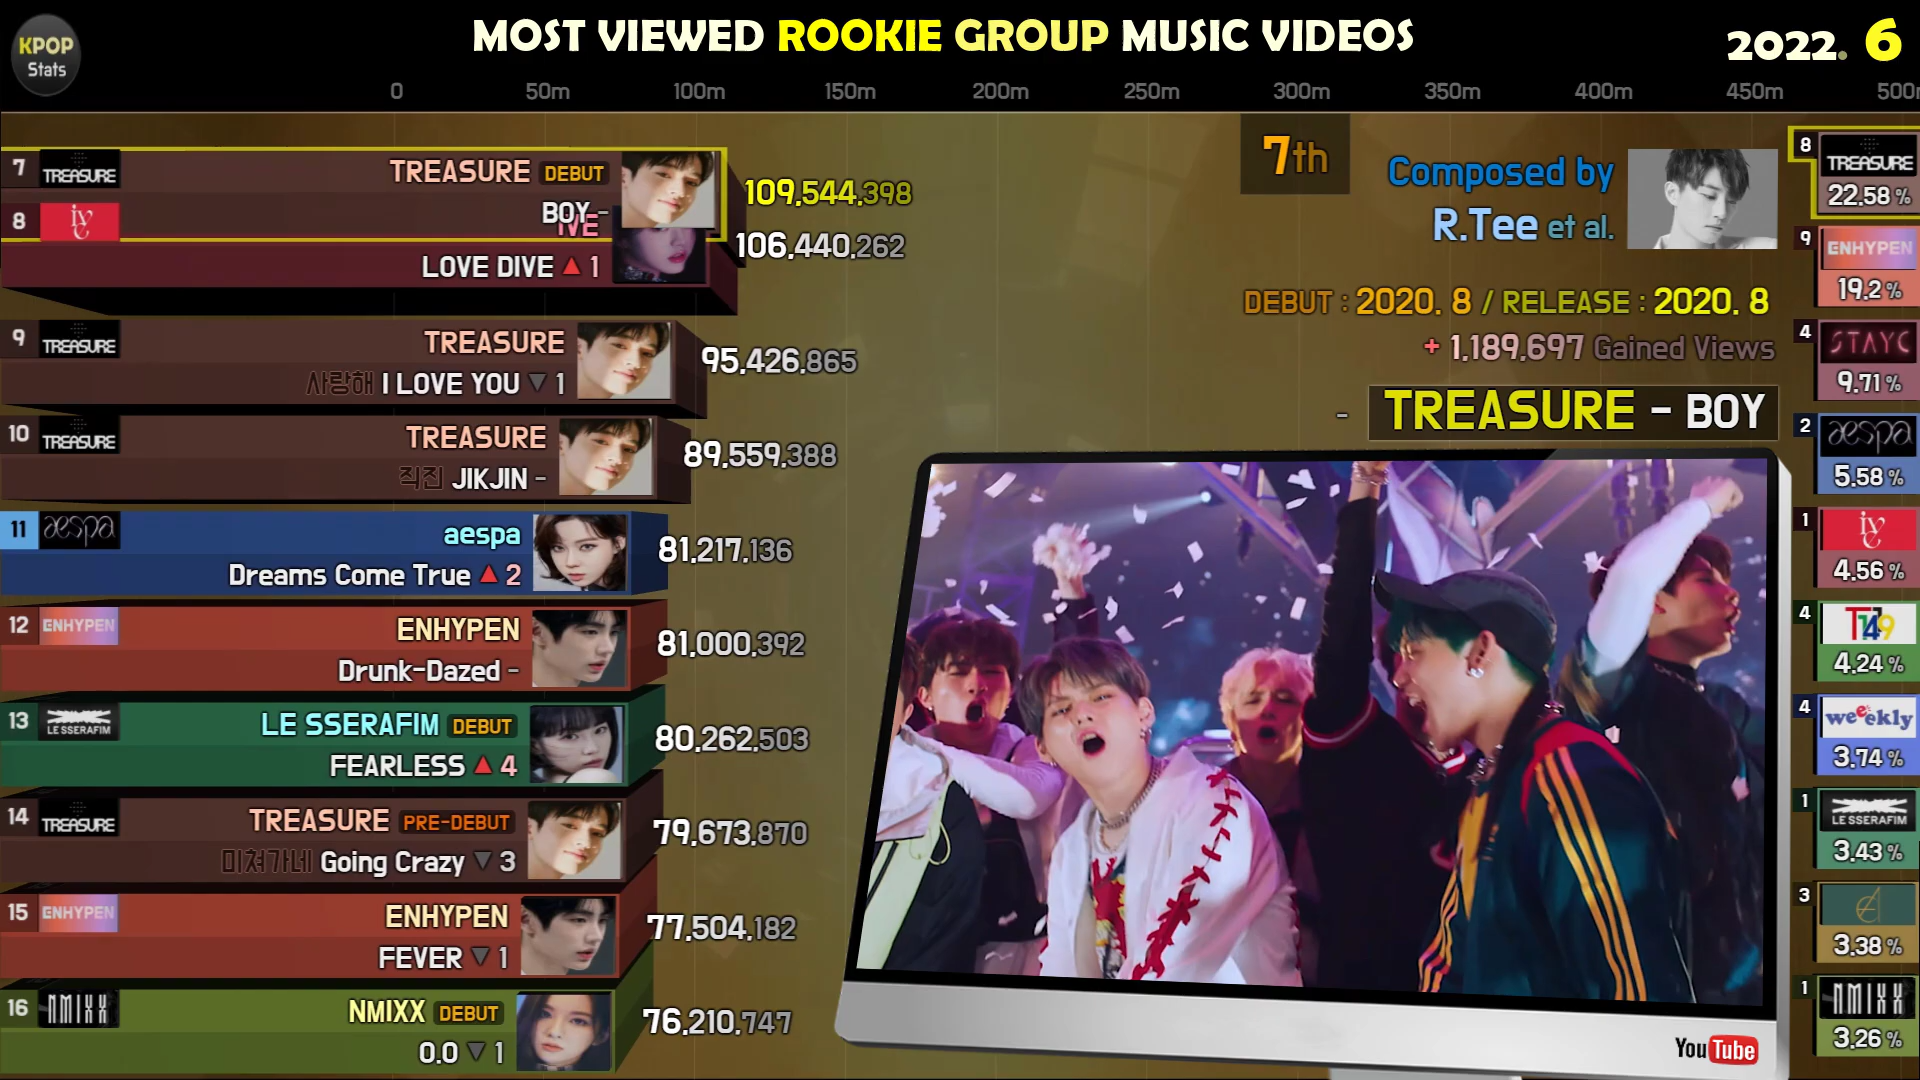 KPOP
Stats
MOST VIEWED ROOKIE GROUP MUSIC VIDEOS
2022. 6
0 50m 100m 150m 200m 250m 300m 350m 400m 450m 500m
7 TREASURE TREASURE DEBUT
BOY -
109,544,398
8 IVE IVE
LOVE DIVE ▲ 1
106,440,262
9 TREASURE TREASURE
사랑해 I LOVE YOU ▼ 1
95,426,865
10 TREASURE TREASURE
직진 JIKJIN -
89,559,388
11 aespa aespa
Dreams Come True ▲ 2
81,217,136
12 ENHYPEN ENHYPEN
Drunk-Dazed -
81,000,392
13 LE SSERAFIM LE SSERAFIM DEBUT
FEARLESS ▲ 4
80,262,503
14 TREASURE TREASURE PRE-DEBUT
미쳐가네 Going Crazy ▼ 3
79,673,870
15 ENHYPEN ENHYPEN
FEVER ▼ 1
77,504,182
16 NMIXX NMIXX DEBUT
O.O ▼ 1
76,210,747
7th
Composed by
R.Tee et al.
DEBUT : 2020. 8 / RELEASE : 2020. 8
+ 1,189,697 Gained Views
- TREASURE - BOY
YouTube
8 TREASURE
22.58 %
9 ENHYPEN
19.2 %
4 STAYC
9.71 %
2 aespa
5.58 %
1 IVE
4.56 %
4 T1419
4.24 %
4 weeekly
3.74 %
1 LE SSERAFIM
3.43 %
3
3.38 %
1 NMIXX
3.26 %